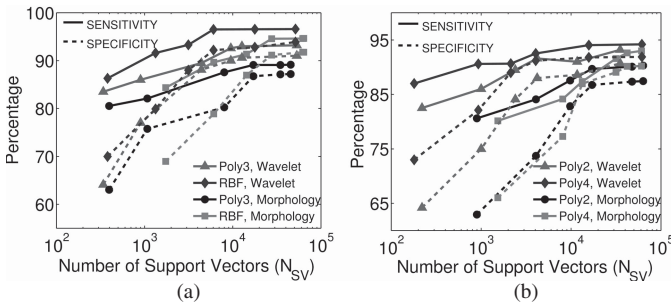 SENSITIVITY
SPECIFICITY
Percentage
100
90
80
70
60
Poly3, Wavelet
RBF, Wavelet
Poly3, Morphology
RBF, Morphology
10^2
10^3
10^4
10^5
Number of Support Vectors (N_SV)
(a)
SENSITIVITY
SPECIFICITY
Percentage
95
85
75
65
Poly2, Wavelet
Poly4, Wavelet
Poly2, Morphology
Poly4, Morphology
10^2
10^3
10^4
10^5
Number of Support Vectors (N_SV)
(b)